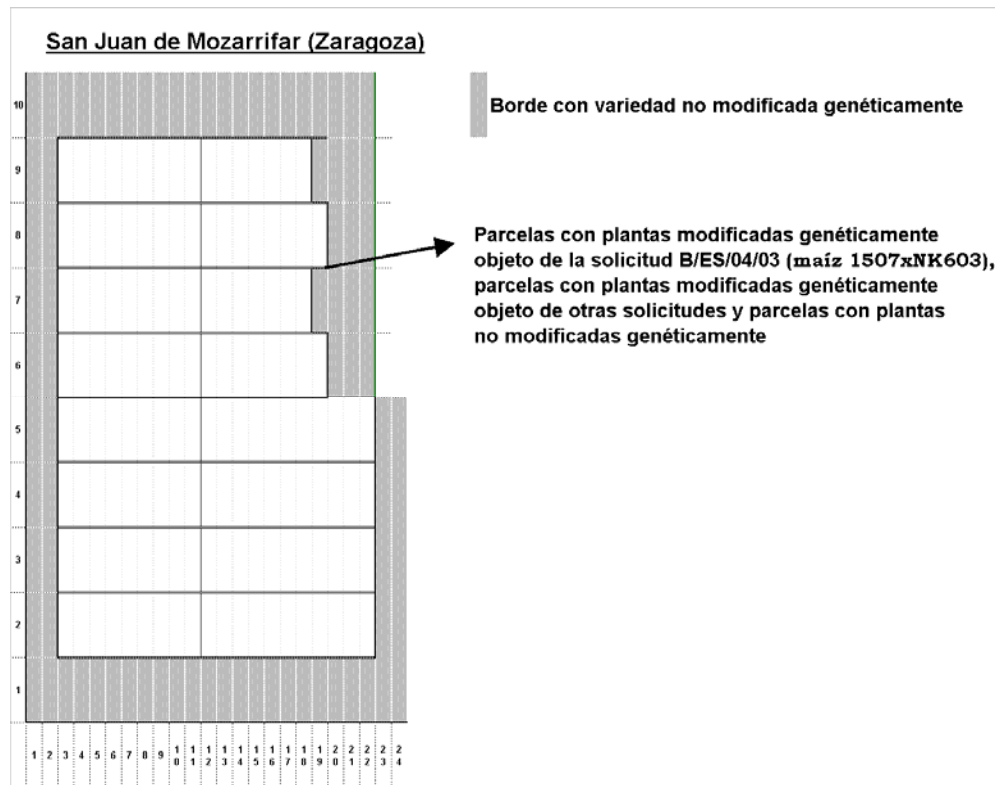 San Juan de Mozarrifar (Zaragoza)
Borde con variedad no modificada genéticamente
Parcelas con plantas modificadas genéticamente
objeto de la solicitud B/ES/04/03 (maíz 1507xNK603),
parcelas con plantas modificadas genéticamente
objeto de otras solicitudes y parcelas con plantas
no modificadas genéticamente
10
9
8
7
6
5
4
3
2
1
1 2 3 4 5 6 7 8 9 10 11 12 13 14 15 16 17 18 19 20 21 22 23 24